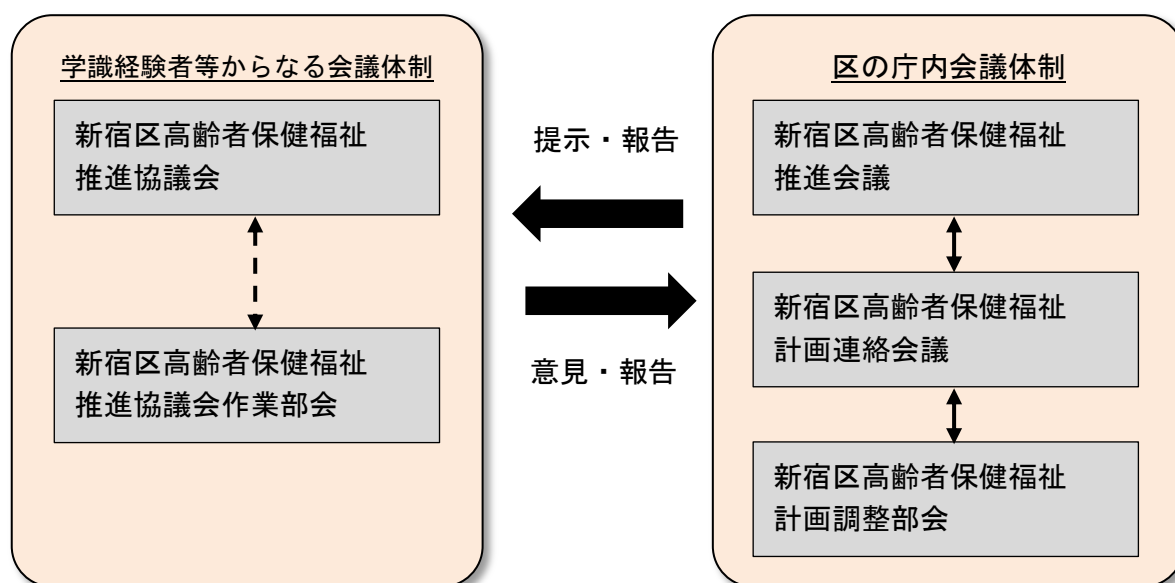 学識経験者等からなる会議体制
新宿区高齢者保健福祉
推進協議会
新宿区高齢者保健福祉
推進協議会作業部会
提示・報告
意見・報告
区の庁内会議体制
新宿区高齢者保健福祉
推進会議
新宿区高齢者保健福祉
計画連絡会議
新宿区高齢者保健福祉
計画調整部会